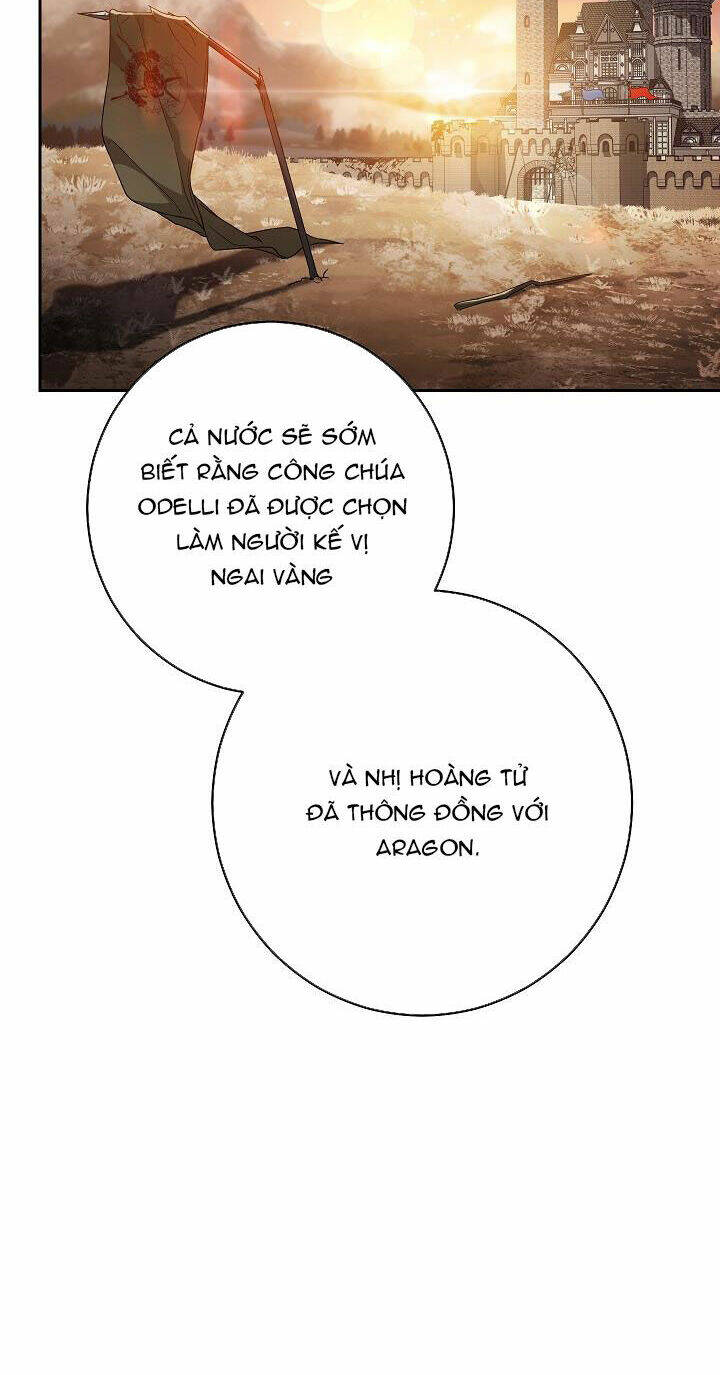 CẢ NƯỚC SẼ SỚM
BIẾT RẰNG CÔNG CHÚA
ODELLI ĐÃ ĐƯỢC CHỌN
LÀM NGƯỜI KẾ VỊ
NGAI VÀNG
VÀ NHỊ HOÀNG TỬ
ĐÃ THÔNG ĐỒNG VỚI
ARAGON.